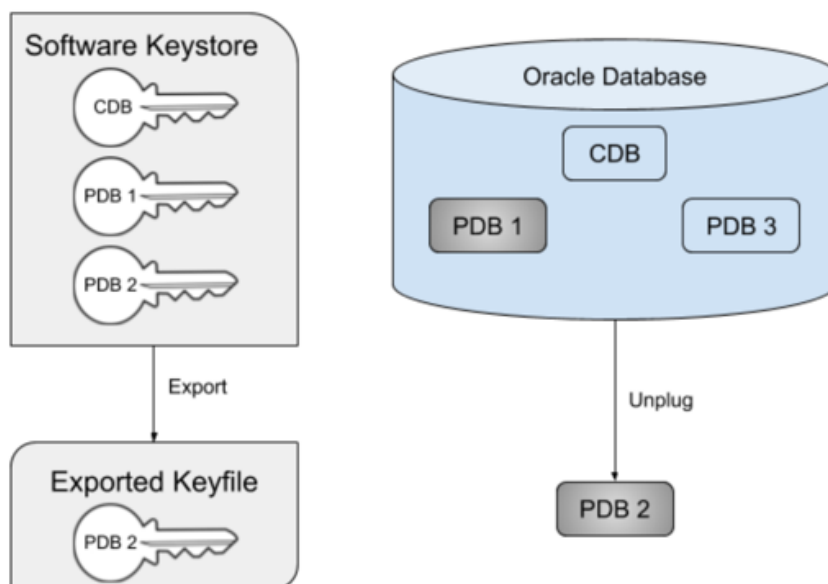 Software Keystore
CDB
PDB 1
PDB 2
Export
Exported Keyfile
PDB 2
Oracle Database
CDB
PDB 1
PDB 3
Unplug
PDB 2